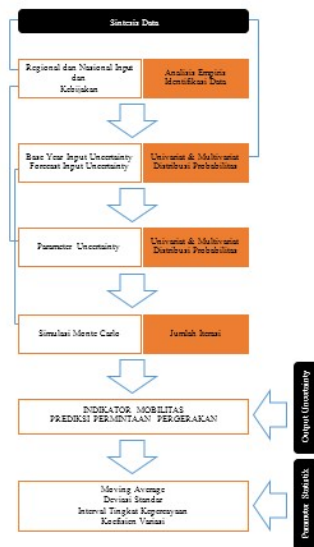 Sintesis Data
Regional dan Nasional Input
dan
Kebijakan
Analisis Empiris
Identifikasi Data
Base Year Input Uncertainty
Forecast Input Uncertainty
Univariat & Multivariat
Distribusi Probabilitas
Parameter Uncertainty
Univariat & Multivariat
Distribusi Probabilitas
Simulasi Monte Carlo
Jumlah Iterasi
INDIKATOR MOBILITAS
PREDIKSI PERMINTAAN PERGERAKAN
Output Uncertainty
Moving Average
Deviasi Standar
Interval Tingkat Kepercayaan
Koefisien Variasi
Parameter Statistik